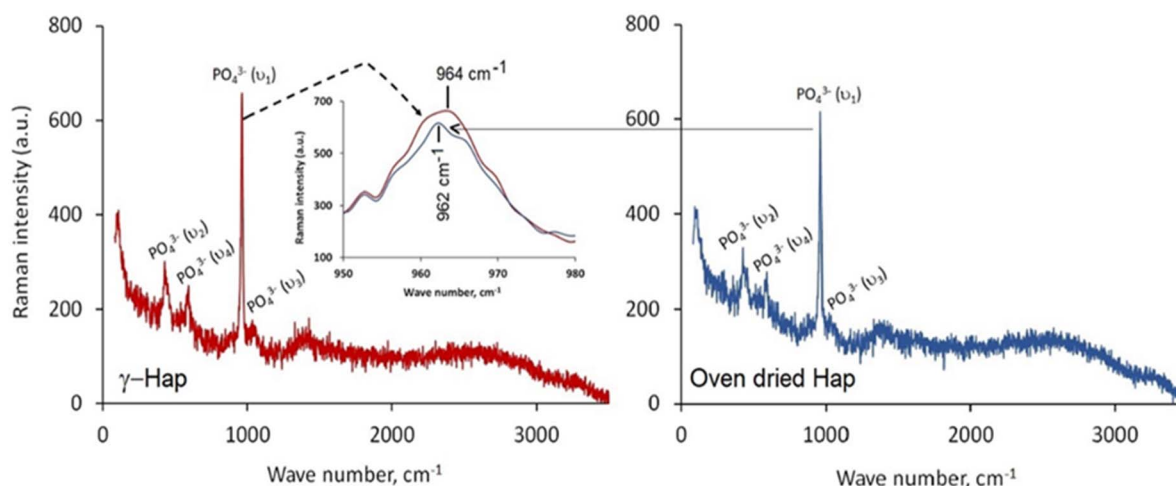 800
600
400
200
0
Raman intensity (a.u.)
PO₄³⁻ (υ₁)
PO₄³⁻ (υ₂)
PO₄³⁻ (υ₄)
PO₄³⁻ (υ₃)
γ–Hap
0 1000 2000 3000
Wave number, cm⁻¹
964 cm⁻¹
962 cm⁻¹
700
500
300
100
Raman intensity (a.u.)
950 960 970 980
Wave number, cm⁻¹
800
600
400
200
0
PO₄³⁻ (υ₁)
PO₄³⁻ (υ₂)
PO₄³⁻ (υ₄)
PO₄³⁻ (υ₃)
Oven dried Hap
0 1000 2000 3000
Wave number, cm⁻¹